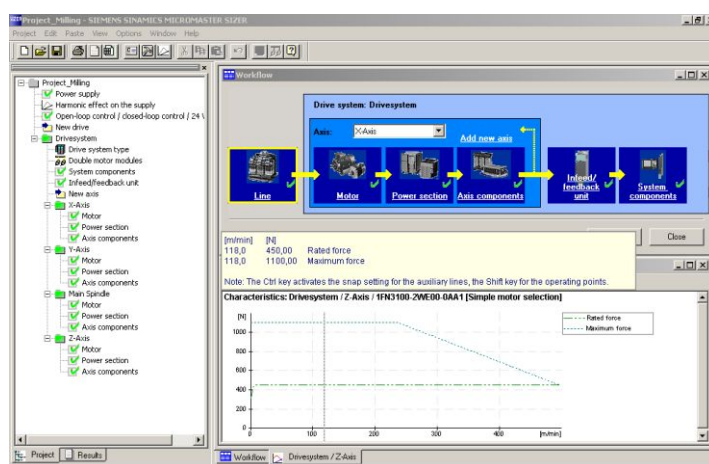 Project_Milling - SIEMENS SINAMICS MICROMASTER SIZER
Project Edit Paste View Options Window Help
Project_Milling
Power supply
Harmonic effect on the supply
Open-loop control / closed-loop control / 24 V
New drive
Drivesystem
Drive system type
Double motor modules
System components
Infeed/feedback unit
New axis
X-Axis
Motor
Power section
Axis components
Y-Axis
Motor
Power section
Axis components
Main Spindle
Motor
Power section
Axis components
Z-Axis
Motor
Power section
Axis components
Project Results
Workflow
Drive system: Drivesystem
Axis: X-Axis
Add new axis
Line
Motor
Power section
Axis components
Infeed/
feedback
unit
System
components
Close
[m/min] [N]
118,0 450,00 Rated force
118,0 1100,00 Maximum force
Note: The Ctrl key activates the snap setting for the auxiliary lines, the Shift key for the operating points.
Characteristics: Drivesystem / Z-Axis / 1FN3100-2WE00-0AA1 [Simple motor selection]
[N]
1000
800
600
400
200
0
0 100 200 300 400 [m/min]
Rated force
Maximum force
Workflow Drivesystem / Z-Axis